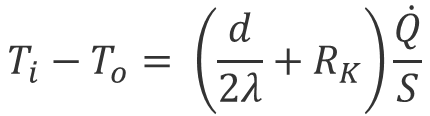 T_i − T_o = (d/2λ + R_K) Q̇/S